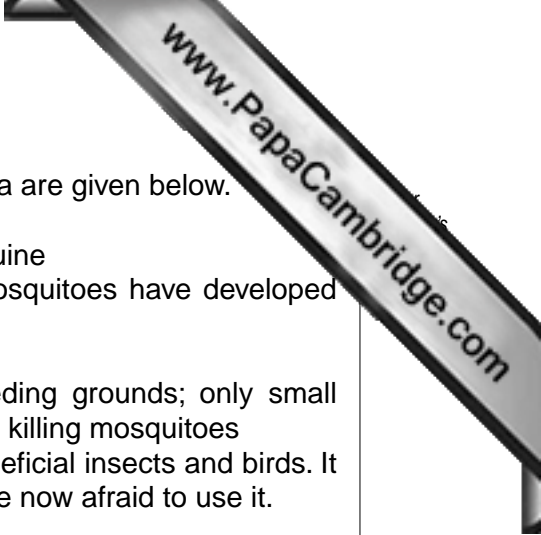 www.PapaCambridge.com
a are given below.
uine
osquitoes have developed
eding grounds; only small
killing mosquitoes
eficial insects and birds. It
e now afraid to use it.